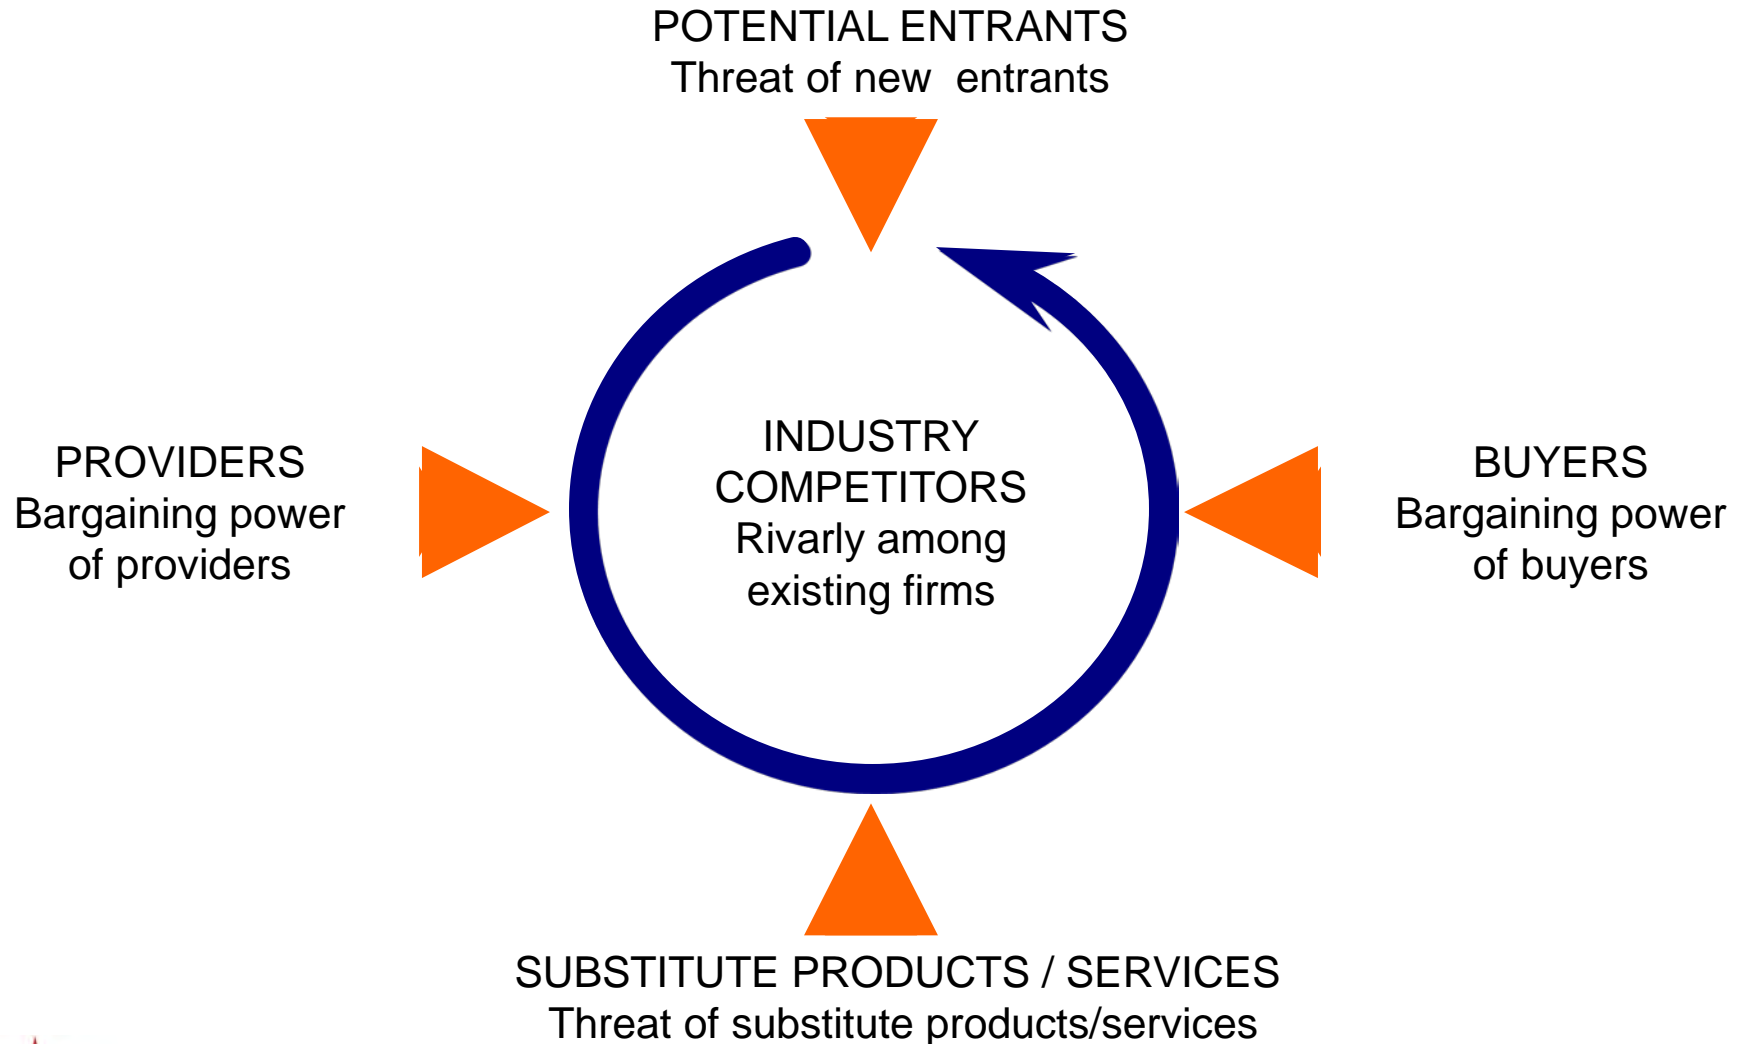 POTENTIAL ENTRANTS
Threat of new  entrants
INDUSTRY
COMPETITORS
Rivarly among
existing firms
PROVIDERS
Bargaining power
of providers
BUYERS
Bargaining power
of buyers
SUBSTITUTE PRODUCTS / SERVICES
Threat of substitute products/services